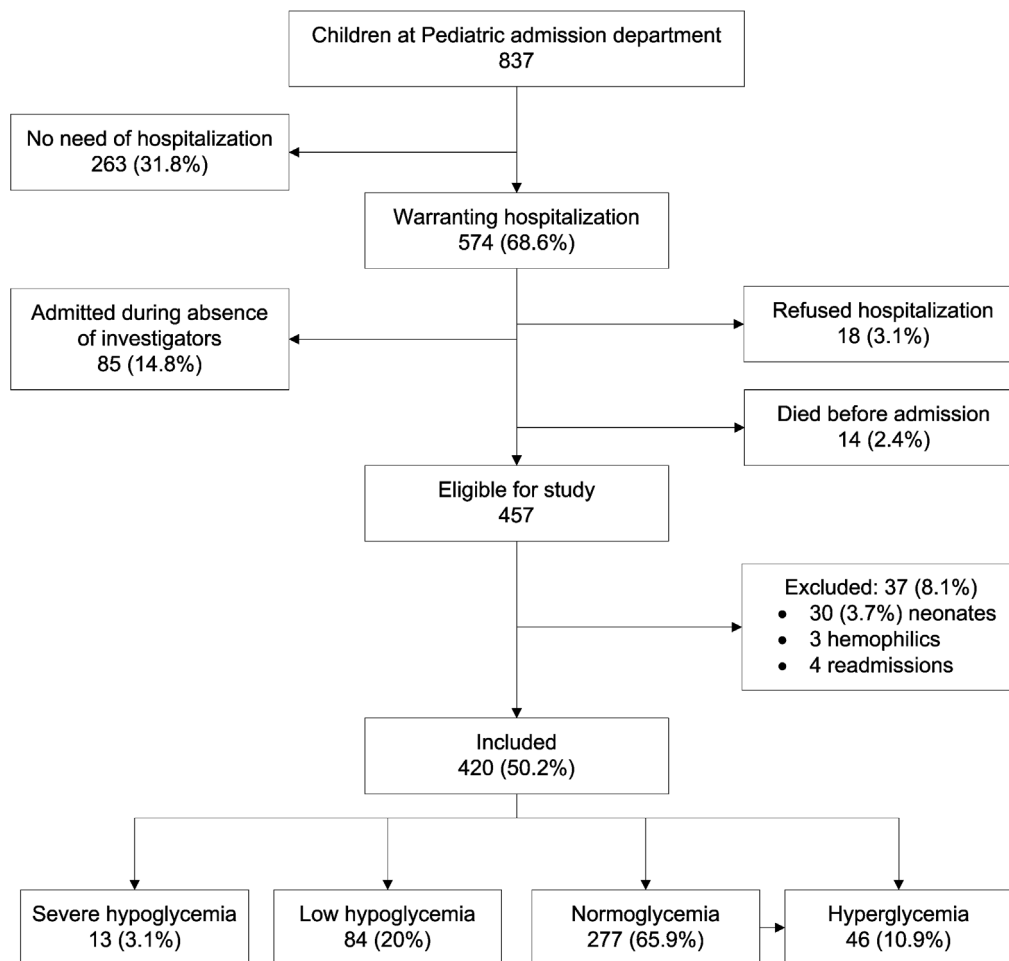 Children at Pediatric admission department
837
No need of hospitalization
263 (31.8%)
Warranting hospitalization
574 (68.6%)
Admitted during absence
of investigators
85 (14.8%)
Refused hospitalization
18 (3.1%)
Died before admission
14 (2.4%)
Eligible for study
457
Excluded: 37 (8.1%)
• 30 (3.7%) neonates
• 3 hemophilics
• 4 readmissions
Included
420 (50.2%)
Severe hypoglycemia
13 (3.1%)
Low hypoglycemia
84 (20%)
Normoglycemia
277 (65.9%)
Hyperglycemia
46 (10.9%)